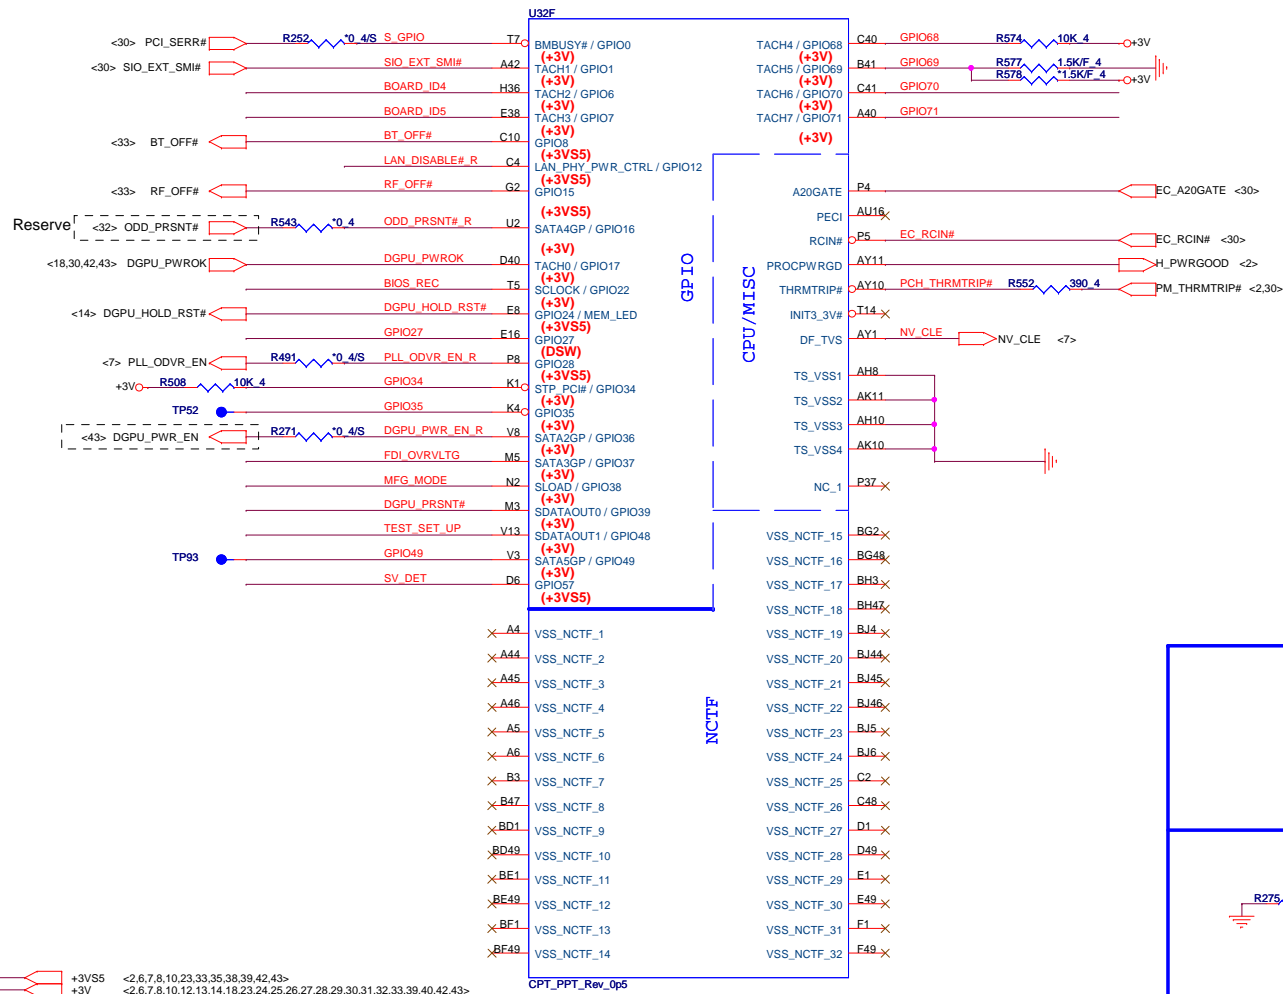 U32F
<30> PCI_SERR# R252 *0_4/S S_GPIO T7 BMBUSY# / GPIO0 TACH4 / GPIO68 C40 GPIO68 R574 10K_4 +3V
(+3V) (+3V)
<30> SIO_EXT_SMI# SIO_EXT_SMI# A42 TACH1 / GPIO1 TACH5 / GPIO69 B41 GPIO69 R577 1.5K/F_4
(+3V) (+3V) R578 *1.5K/F_4 +3V
BOARD_ID4 H36 TACH2 / GPIO6 TACH6 / GPIO70 C41 GPIO70
(+3V) (+3V)
BOARD_ID5 E38 TACH3 / GPIO7 TACH7 / GPIO71 A40 GPIO71
(+3V) (+3V)
<33> BT_OFF# BT_OFF# C10 GPIO8
(+3VS5)
LAN_DISABLE#_R C4 LAN_PHY_PWR_CTRL / GPIO12
(+3VS5)
<33> RF_OFF# RF_OFF# G2 GPIO15 A20GATE P4 EC_A20GATE <30>
(+3VS5) PECI AU16
Reserve <32> ODD_PRSNT# R543 *0_4 ODD_PRSNT#_R U2 SATA4GP / GPIO16
RCIN# P5 EC_RCIN# EC_RCIN# <30>
(+3V)
<18,30,42,43> DGPU_PWROK DGPU_PWROK D40 TACH0 / GPIO17 PROCPWRGD AY11 H_PWRGOOD <2>
(+3V)
BIOS_REC T5 SCLOCK / GPIO22 THRMTRIP# AY10 PCH_THRMTRIP# R552 390_4 PM_THRMTRIP# <2,30>
(+3V)
<14> DGPU_HOLD_RST# DGPU_HOLD_RST# E8 GPIO24 / MEM_LED INIT3_3V# T14
(+3VS5)
GPIO27 E16 GPIO27 DF_TVS AY1 NV_CLE NV_CLE <7>
(DSW)
<7> PLL_ODVR_EN R491 *0_4/S PLL_ODVR_EN_R P8 GPIO28
(+3VS5) TS_VSS1 AH8
+3V R508 10K_4 GPIO34 K1 STP_PCI# / GPIO34
(+3V) TS_VSS2 AK11
TP52 GPIO35 K4 GPIO35
(+3V) TS_VSS3 AH10
<43> DGPU_PWR_EN R271 *0_4/S DGPU_PWR_EN_R V8 SATA2GP / GPIO36
(+3V) TS_VSS4 AK10
FDI_OVRVLTG M5 SATA3GP / GPIO37
(+3V)
MFG_MODE N2 SLOAD / GPIO38 NC_1 P37
(+3V)
DGPU_PRSNT# M3 SDATAOUT0 / GPIO39
(+3V)
TEST_SET_UP V13 SDATAOUT1 / GPIO48 VSS_NCTF_15 BG2
(+3V)
TP93 GPIO49 V3 SATA5GP / GPIO49 VSS_NCTF_16 BG48
(+3V)
SV_DET D6 GPIO57 VSS_NCTF_17 BH3
(+3VS5)
VSS_NCTF_18 BH47
GPIO
CPU/MISC
NCTF
A4 VSS_NCTF_1 VSS_NCTF_19 BJ4
A44 VSS_NCTF_2 VSS_NCTF_20 BJ44
A45 VSS_NCTF_3 VSS_NCTF_21 BJ45
A46 VSS_NCTF_4 VSS_NCTF_22 BJ46
A5 VSS_NCTF_5 VSS_NCTF_23 BJ5
A6 VSS_NCTF_6 VSS_NCTF_24 BJ6
B3 VSS_NCTF_7 VSS_NCTF_25 C2
B47 VSS_NCTF_8 VSS_NCTF_26 C48
BD1 VSS_NCTF_9 VSS_NCTF_27 D1
BD49 VSS_NCTF_10 VSS_NCTF_28 D49
BE1 VSS_NCTF_11 VSS_NCTF_29 E1
BE49 VSS_NCTF_12 VSS_NCTF_30 E49
BF1 VSS_NCTF_13 VSS_NCTF_31 F1
BF49 VSS_NCTF_14 VSS_NCTF_32 F49
R275
CPT_PPT_Rev_0p5
+3VS5 <2,6,7,8,10,23,33,35,38,39,42,43>
+3V <2,6,7,8,10,12,13,14,18,23,24,25,26,27,28,29,30,31,32,33,39,40,42,43>